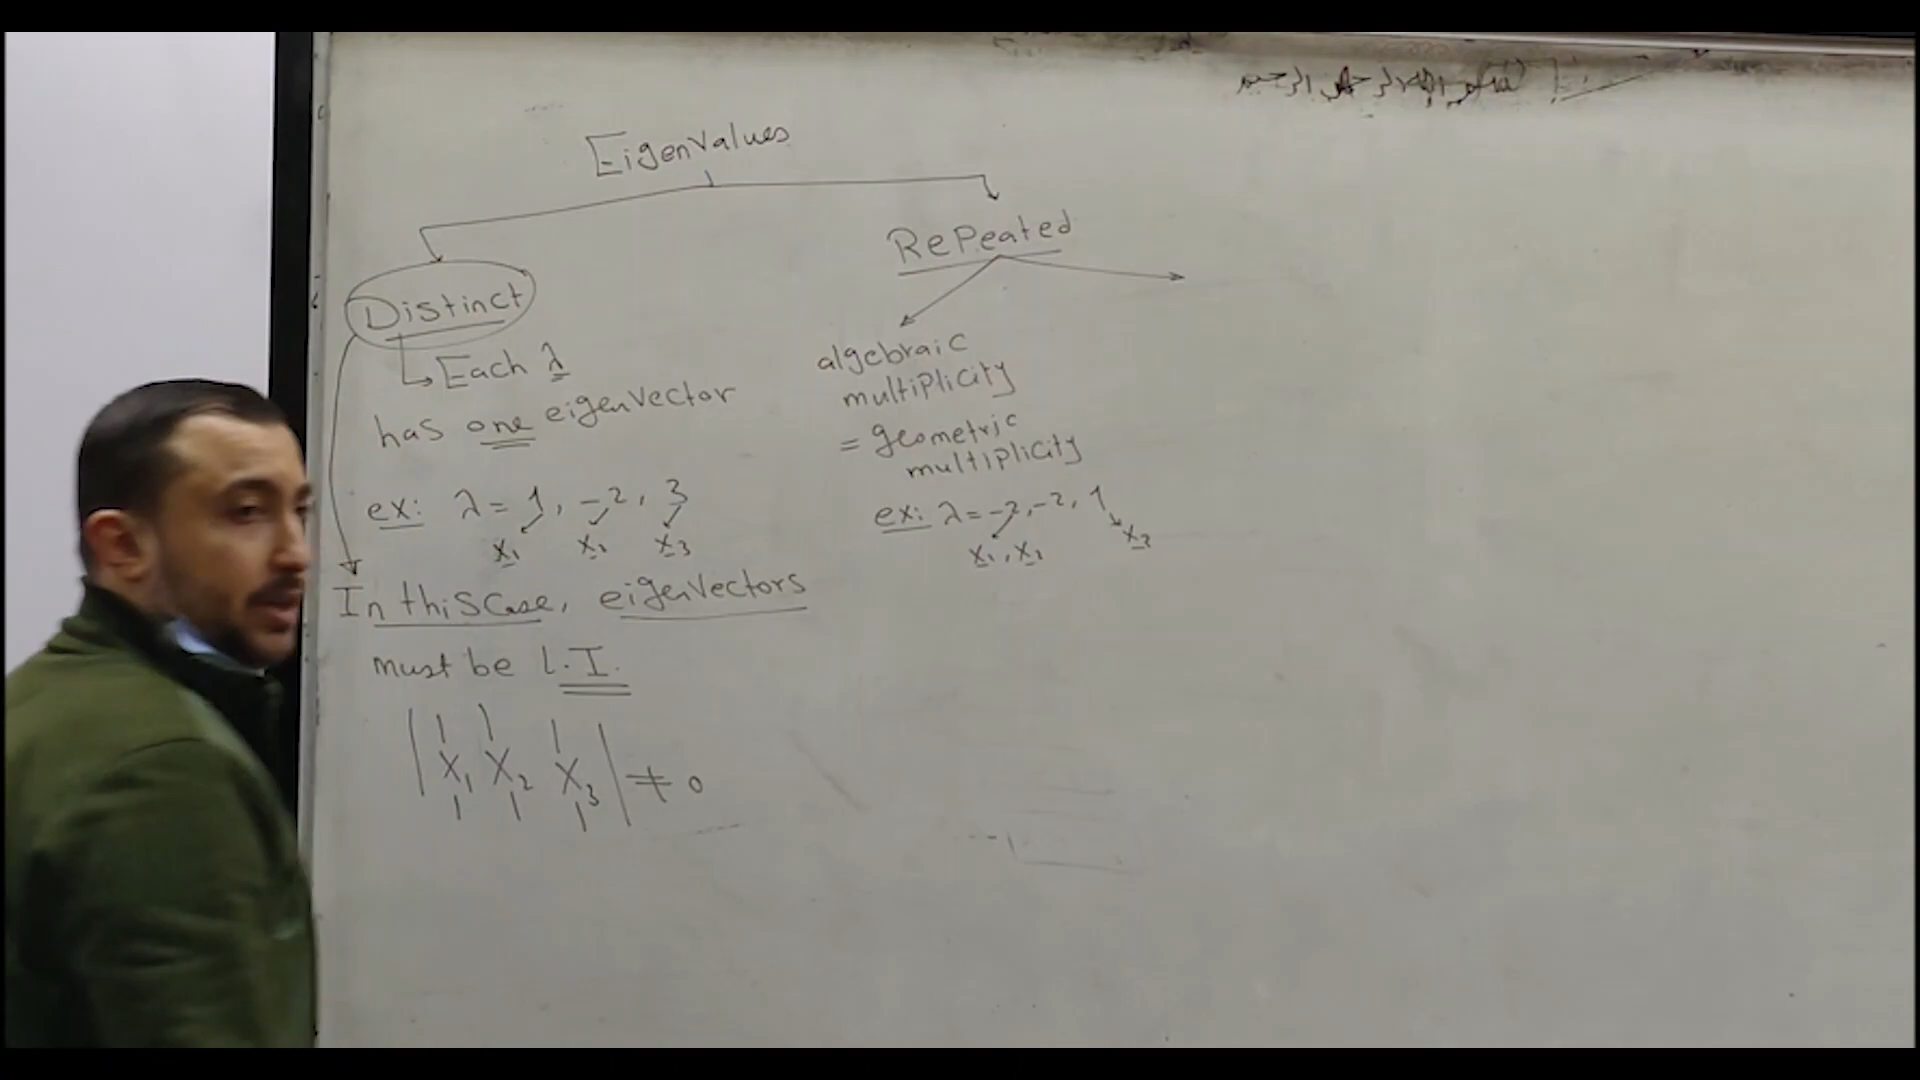 بسم الله الرحمن الرحيم
EigenValues
Distinct
Each λ
has one eigenvector
ex: λ = 1, -2, 3
x₁ x₂ x₃
In this Case, eigenvectors
must be L.I.
| X₁ X₂ X₃ | ≠ 0
Repeated
algebraic
multiplicity
= geometric
multiplicity
ex: λ = -2, -2, 1
x₁, x₂ x₃